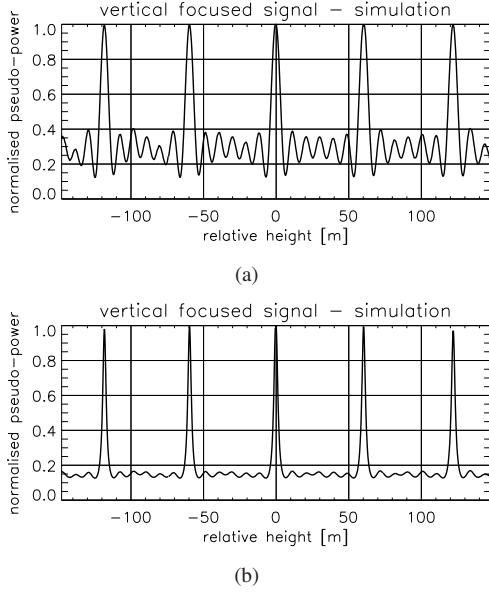 vertical focused signal – simulation
normalised pseudo–power
1.0
0.8
0.6
0.4
0.2
0.0
−100 −50 0 50 100
relative height [m]
(a)
vertical focused signal – simulation
normalised pseudo–power
1.0
0.8
0.6
0.4
0.2
0.0
−100 −50 0 50 100
relative height [m]
(b)